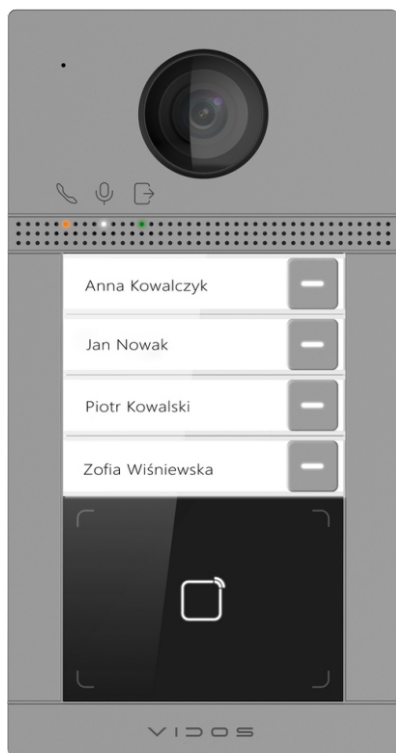 Anna Kowalczyk
Jan Nowak
Piotr Kowalski
Zofia Wiśniewska
VIDOS